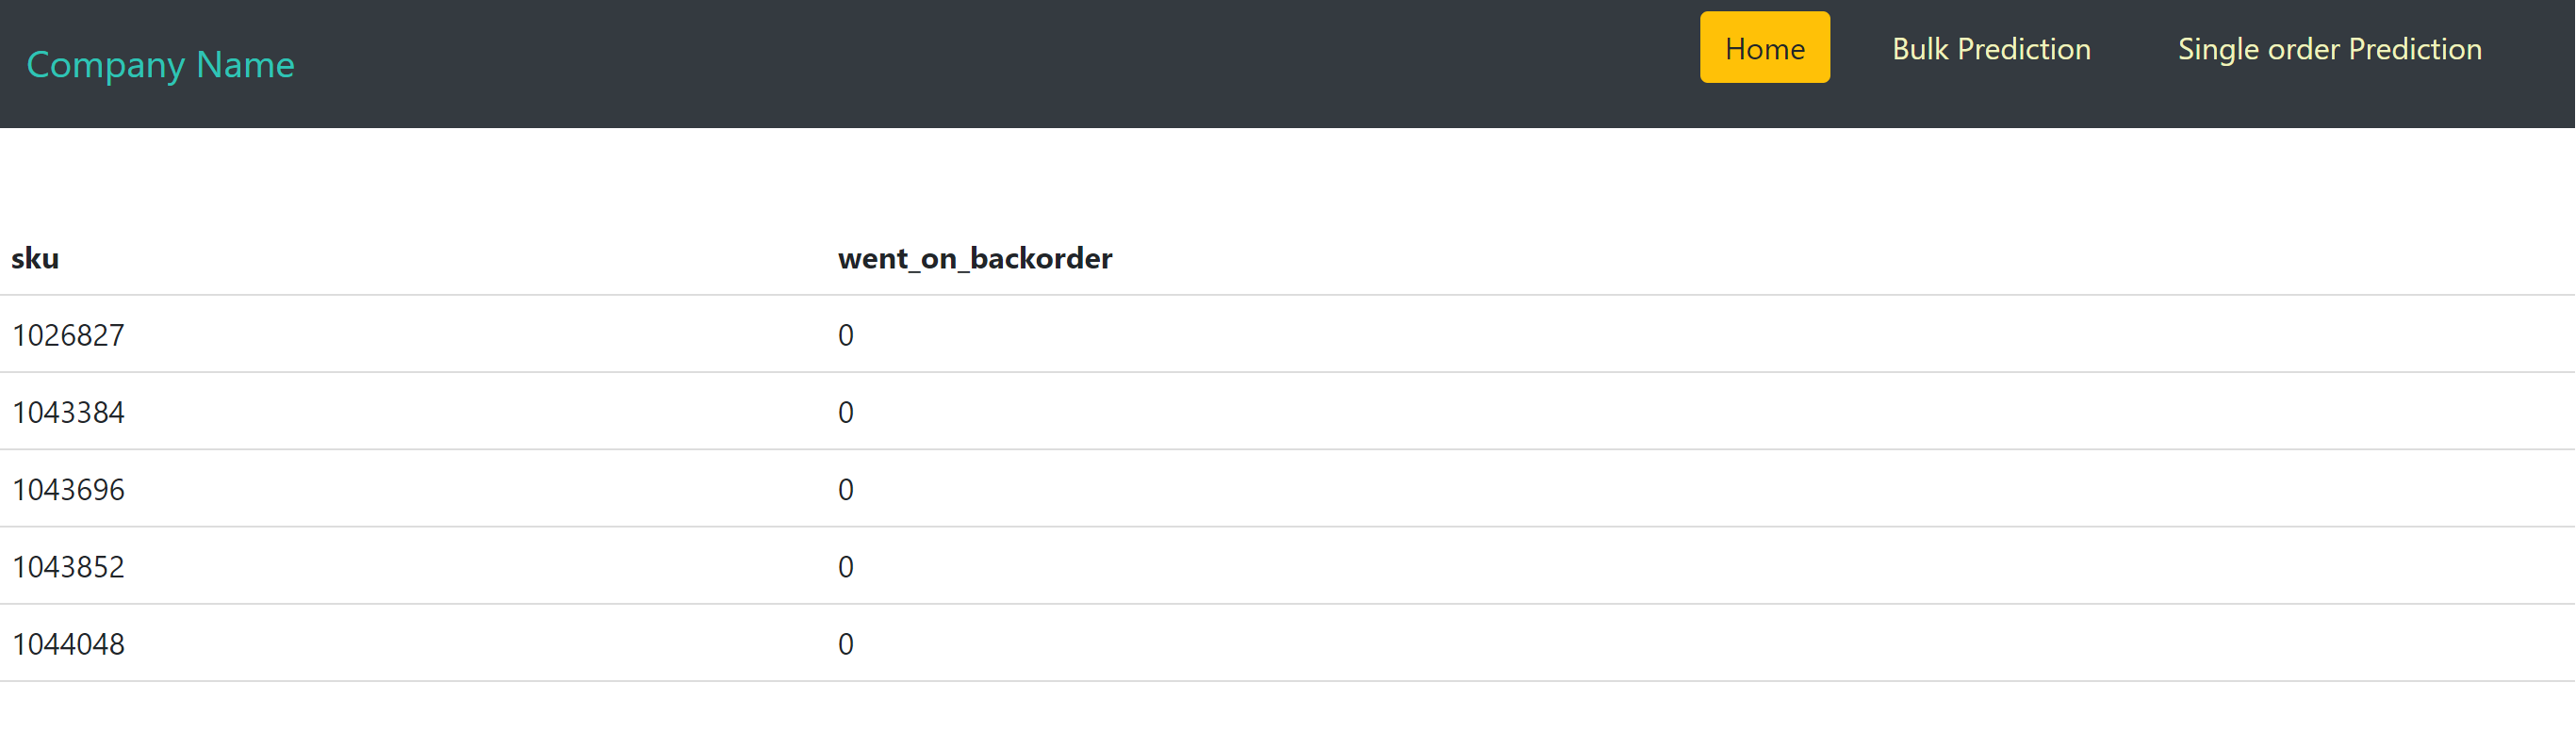 Company Name
Home Bulk Prediction Single order Prediction
sku went_on_backorder
1026827 0
1043384 0
1043696 0
1043852 0
1044048 0